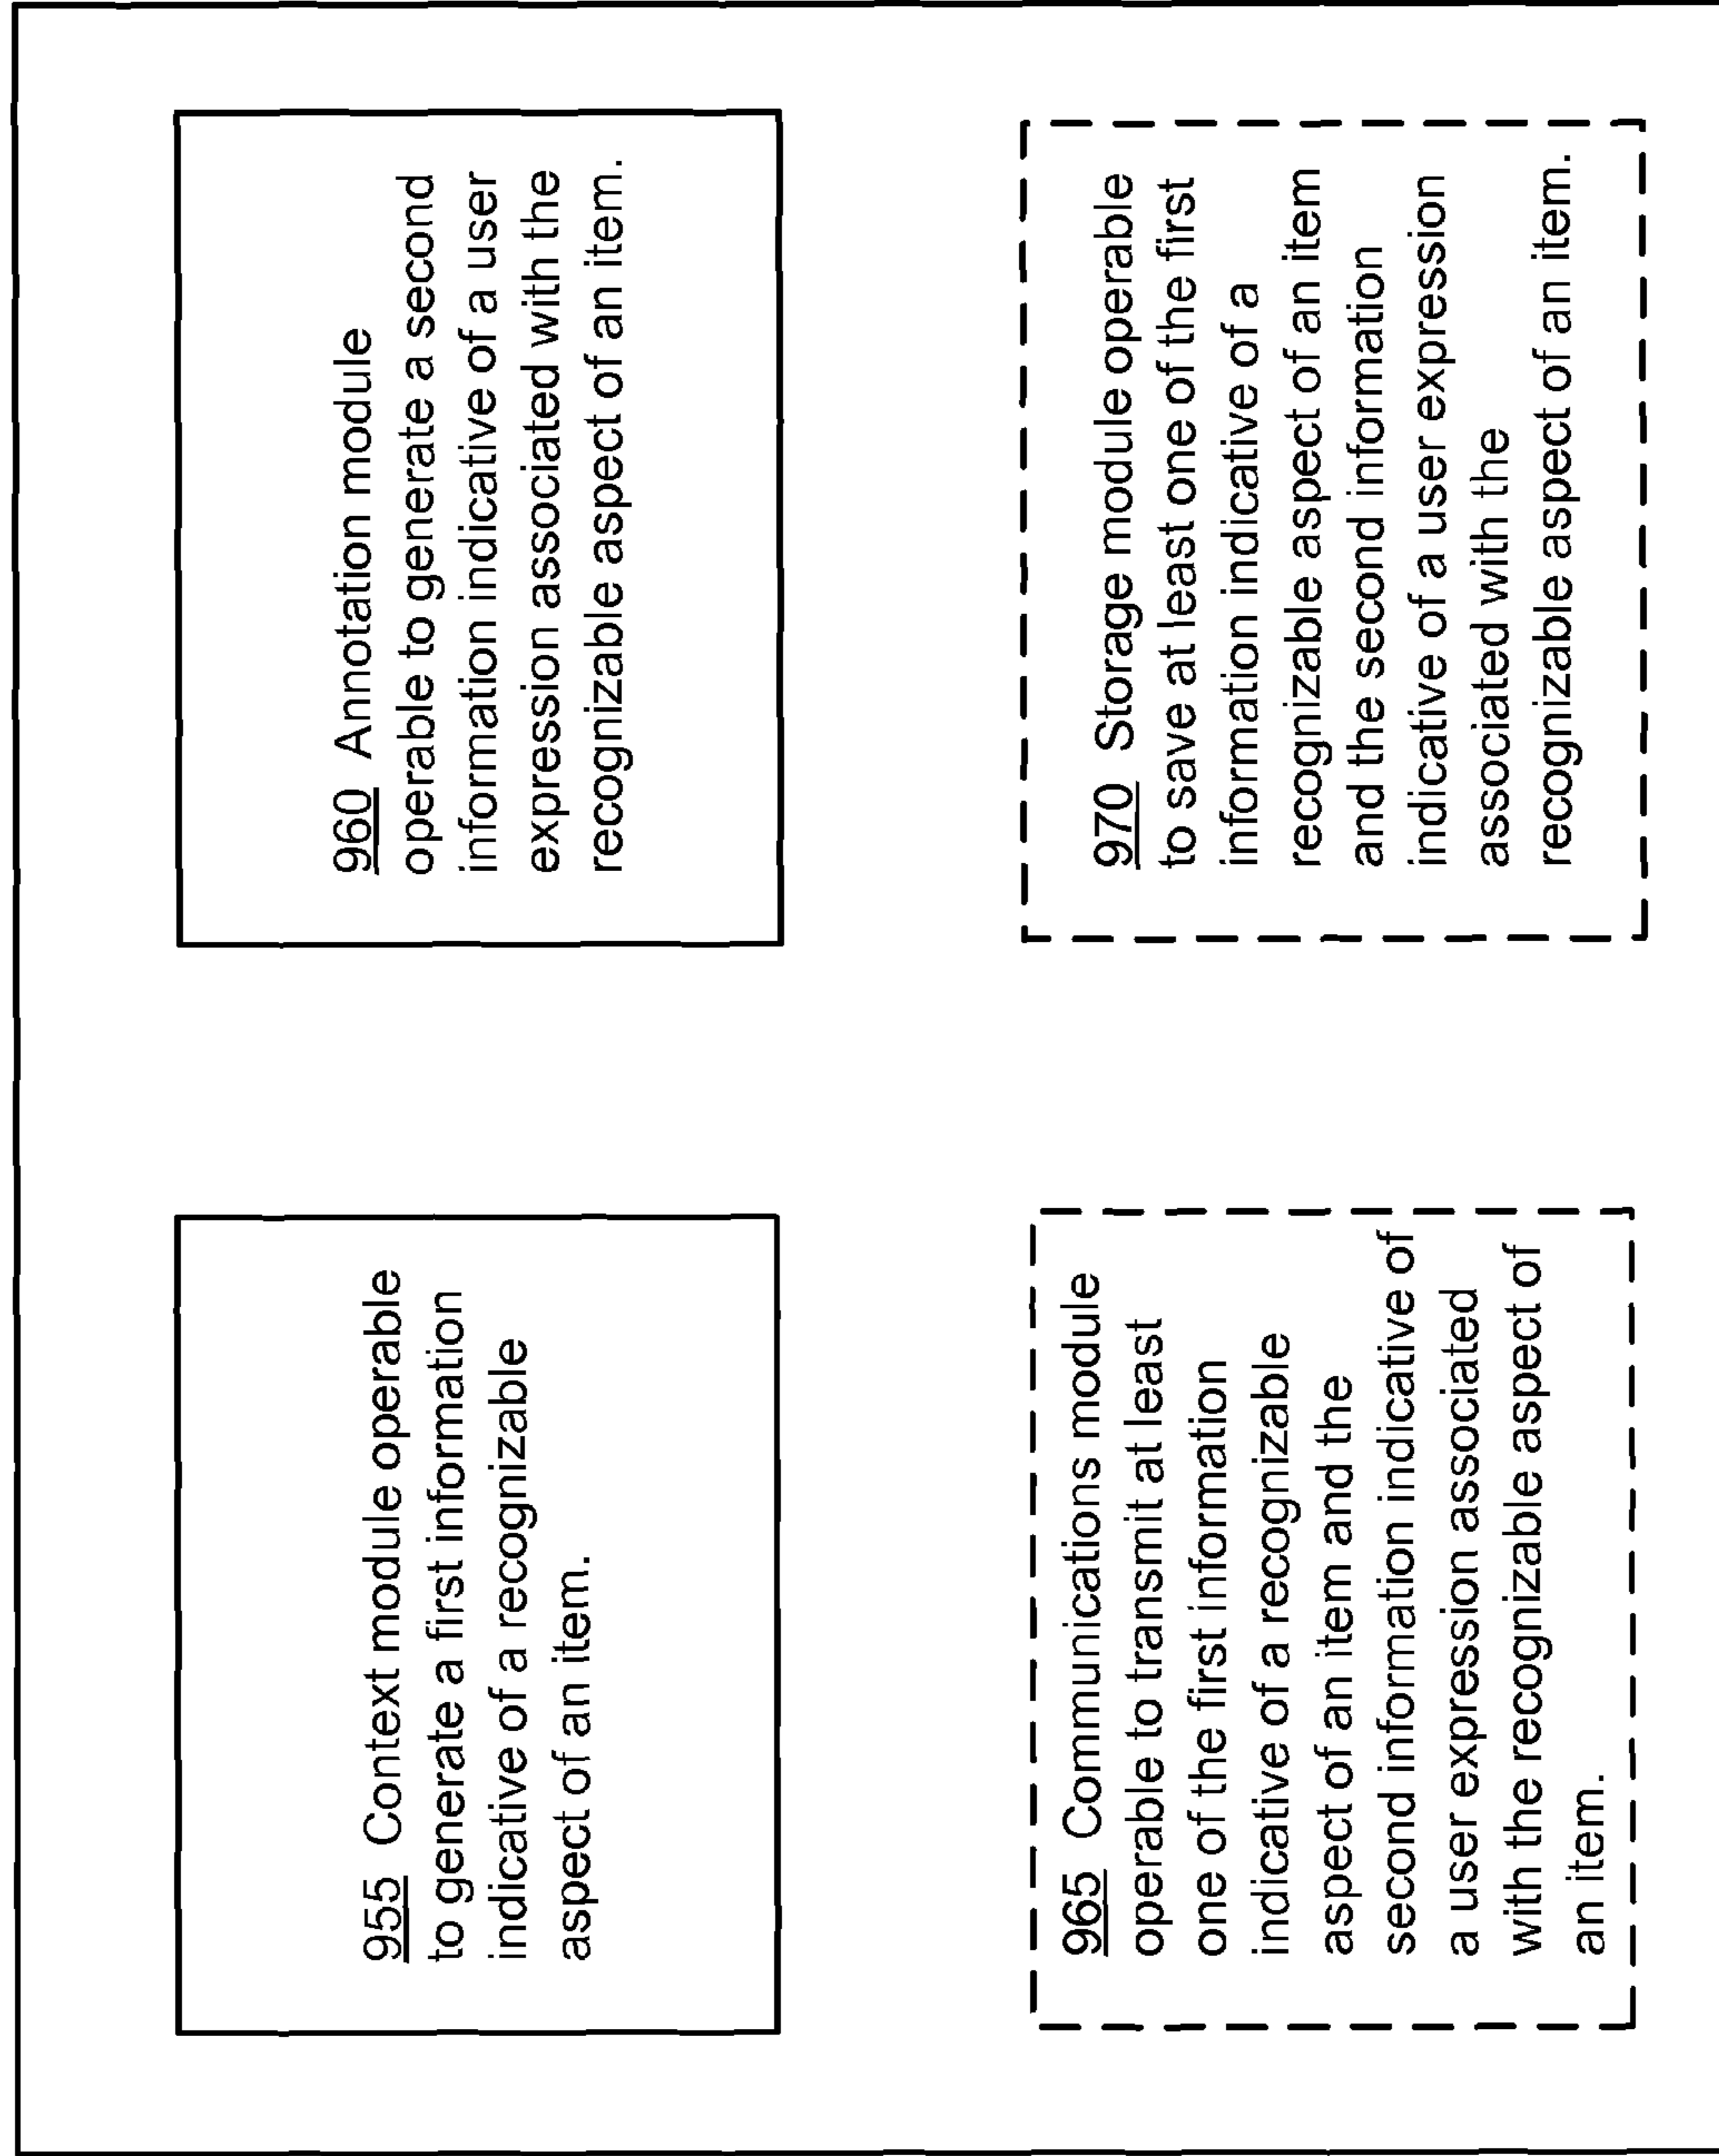 955 Context module operable
to generate a first information
indicative of a recognizable
aspect of an item.
960 Annotation module
operable to generate a second
information indicative of a user
expression associated with the
recognizable aspect of an item.
965 Communications module
operable to transmit at least
one of the first information
indicative of a recognizable
aspect of an item and the
second information indicative of
a user expression associated
with the recognizable aspect of
an item.
970 Storage module operable
to save at least one of the first
information indicative of a
recognizable aspect of an item
and the second information
indicative of a user expression
associated with the
recognizable aspect of an item.